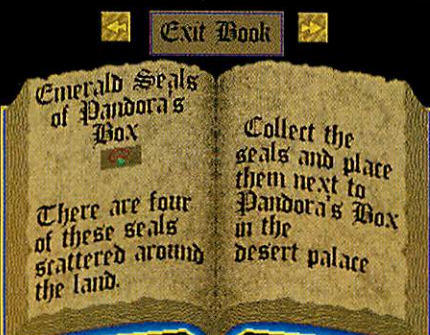 Exit Book
Emerald Seals
of Pandora's
Box
There are four
of these seals
scattered around
the land.
Collect the
seals and place
them next to
Pandora's Box
in the
desert palace